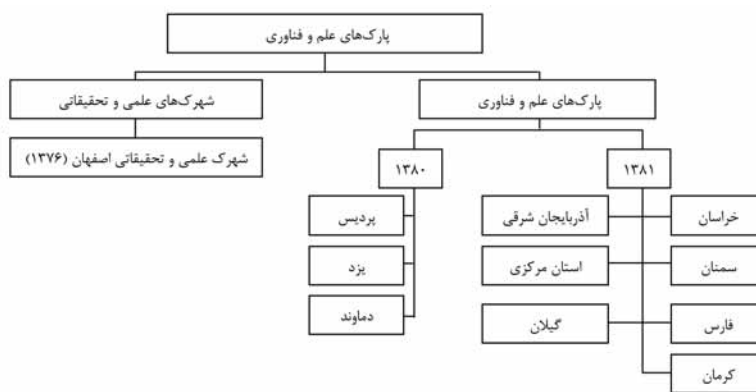 پارک‌های علم و فناوری
پارک‌های علم و فناوری
شهرک‌های علمی و تحقیقاتی
شهرک علمی و تحقیقاتی اصفهان (۱۳۷۶)
۱۳۸۱
۱۳۸۰
خراسان
آذربایجان شرقی
پردیس
سمنان
استان مرکزی
یزد
فارس
گیلان
دماوند
کرمان